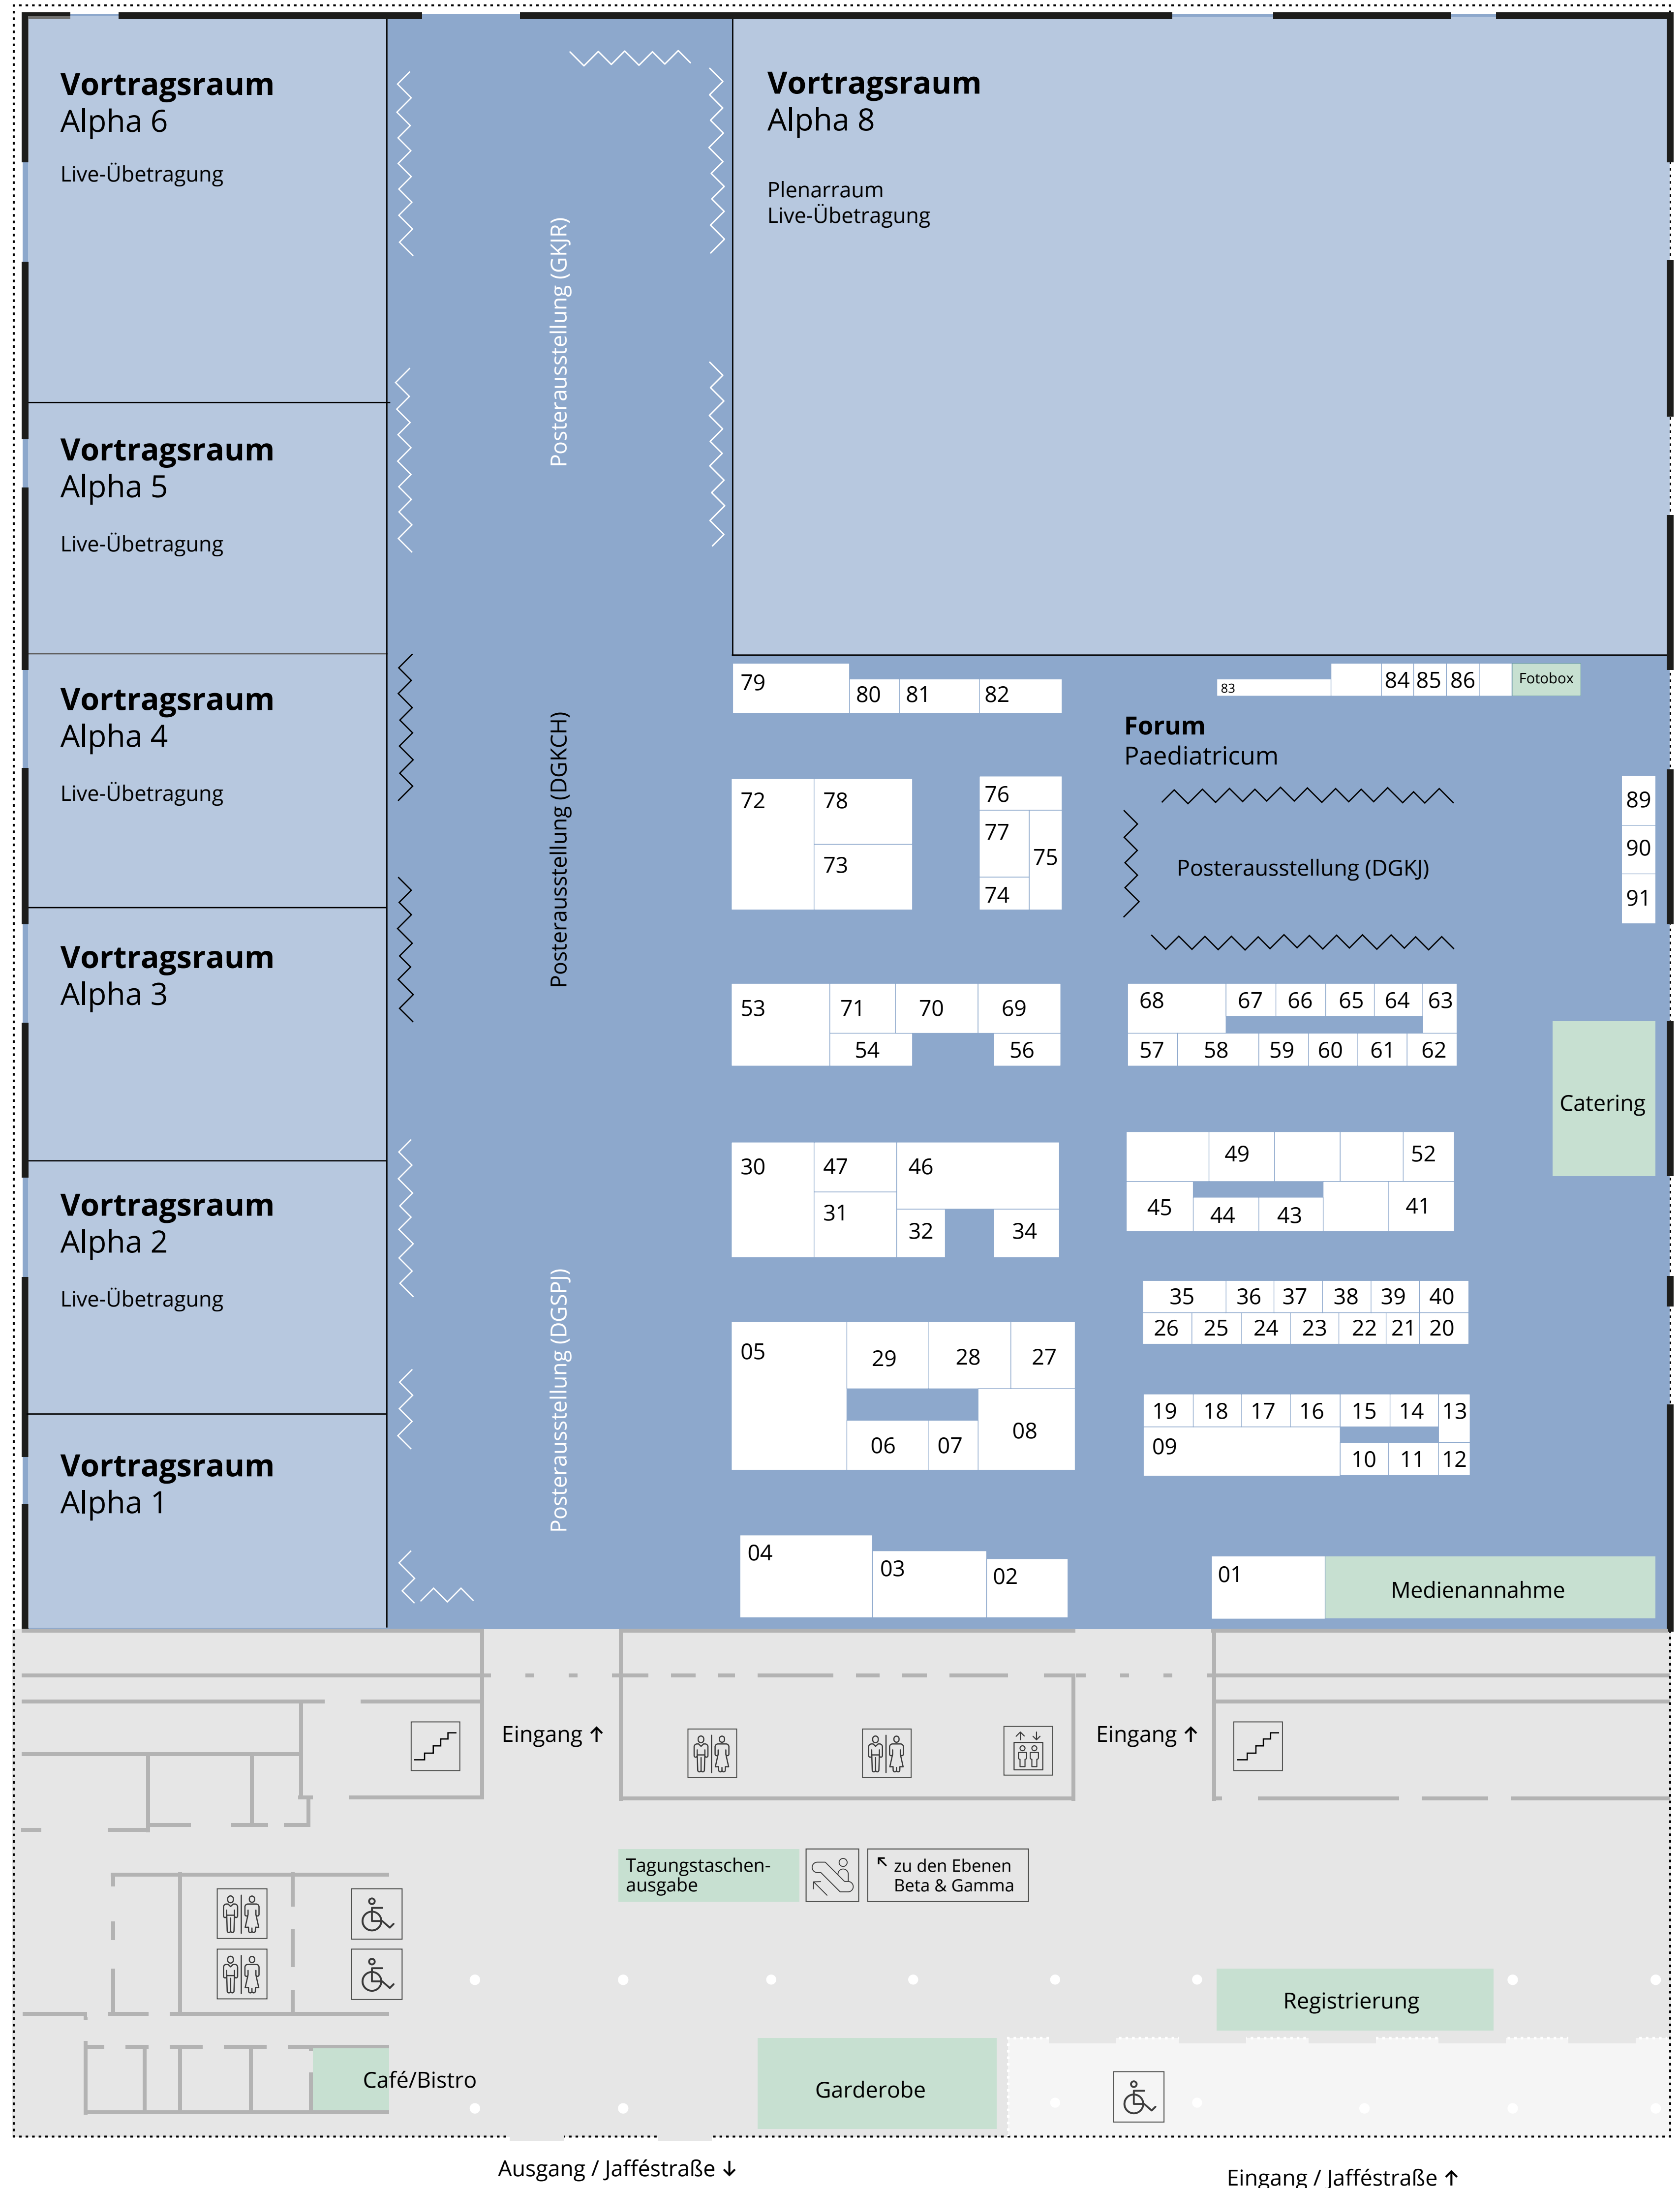 Vortragsraum
Alpha 6
Live-Übetragung
Vortragsraum
Alpha 5
Live-Übetragung
Vortragsraum
Alpha 4
Live-Übetragung
Vortragsraum
Alpha 3
Vortragsraum
Alpha 2
Live-Übetragung
Vortragsraum
Alpha 1
Posterausstellung (GKJR)
Posterausstellung (DGKCH)
Posterausstellung (DGSPJ)
Vortragsraum
Alpha 8
Plenarraum
Live-Übetragung
79
80
81
82
83
84
85
86
Fotobox
Forum
Paediatricum
Posterausstellung (DGKJ)
72
78
73
76
77
75
74
89
90
91
53
71
70
69
54
56
68
67
66
65
64
63
57
58
59
60
61
62
Catering
30
47
46
31
32
34
49
52
45
44
43
41
35
36
37
38
39
40
26
25
24
23
22
21
20
05
29
28
27
06
07
08
19
18
17
16
15
14
13
09
10
11
12
04
03
02
01
Medienannahme
Eingang ↑
Eingang ↑
Tagungstaschen-
ausgabe
↖ zu den Ebenen
Beta & Gamma
Registrierung
Café/Bistro
Garderobe
Ausgang / Jafféstraße ↓
Eingang / Jafféstraße ↑